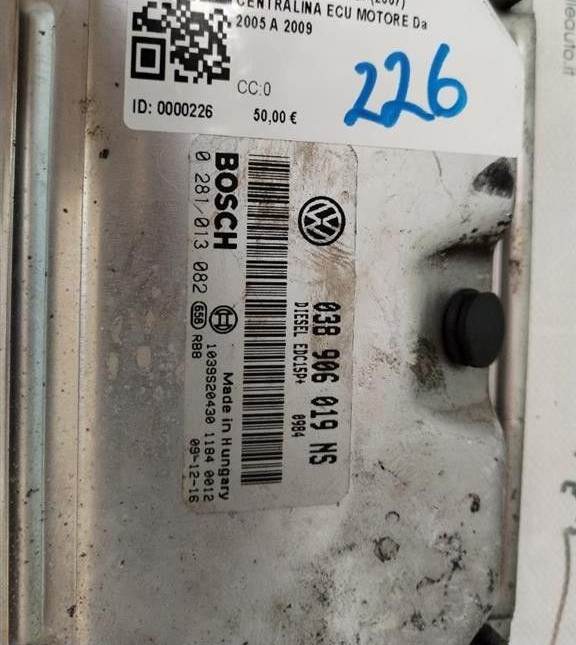 CENTRALINA ECU MOTORE Da
2005 A 2009
CC:0
ID: 0000226 50,00 €
226
BOSCH
0 281/013 082
038 906 019 NS
DIESEL EDC15P+ 0984
Made in Hungary
1039S20430 1184 0012
RBB 09-12-16